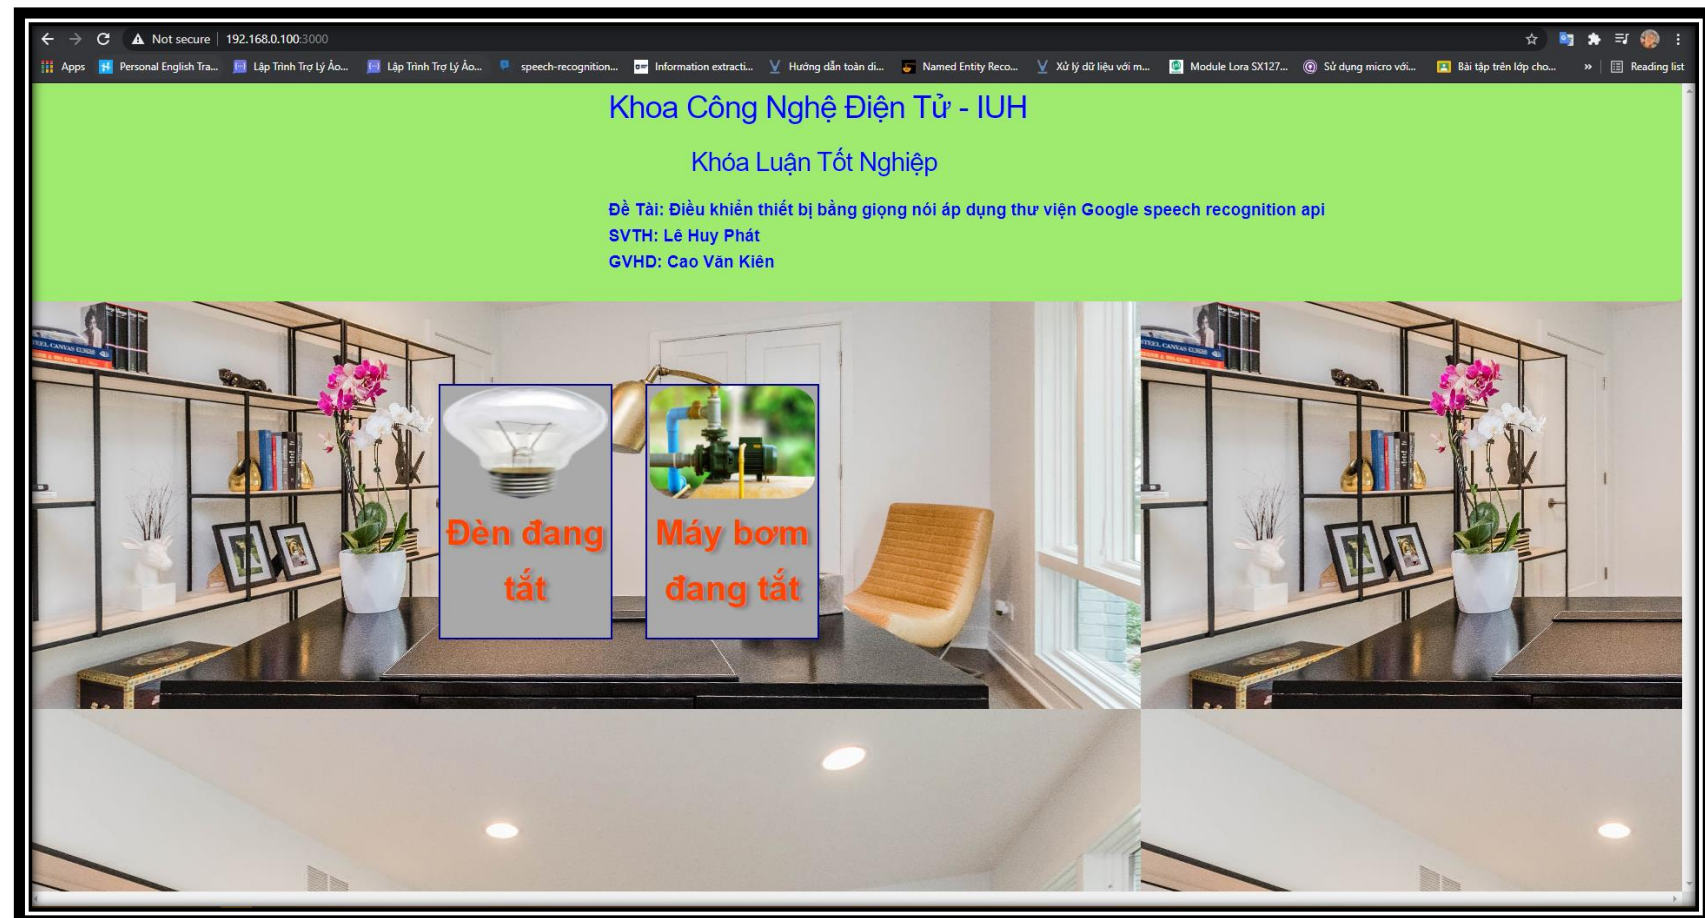 Not secure 192.168.0.100:3000
Apps Personal English Tra... Lập Trình Trợ Lý Ảo... Lập Trình Trợ Lý Ảo... speech-recognition... Information extracti... Hướng dẫn toàn di... Named Entity Reco... Xử lý dữ liệu với m... Module Lora SX127... Sử dụng micro với... Bài tập trên lớp cho... » Reading list
Khoa Công Nghệ Điện Tử - IUH
Khóa Luận Tốt Nghiệp
Đề Tài: Điều khiển thiết bị bằng giọng nói áp dụng thư viện Google speech recognition api
SVTH: Lê Huy Phát
GVHD: Cao Văn Kiên
Đèn đang
tắt
Máy bơm
đang tắt